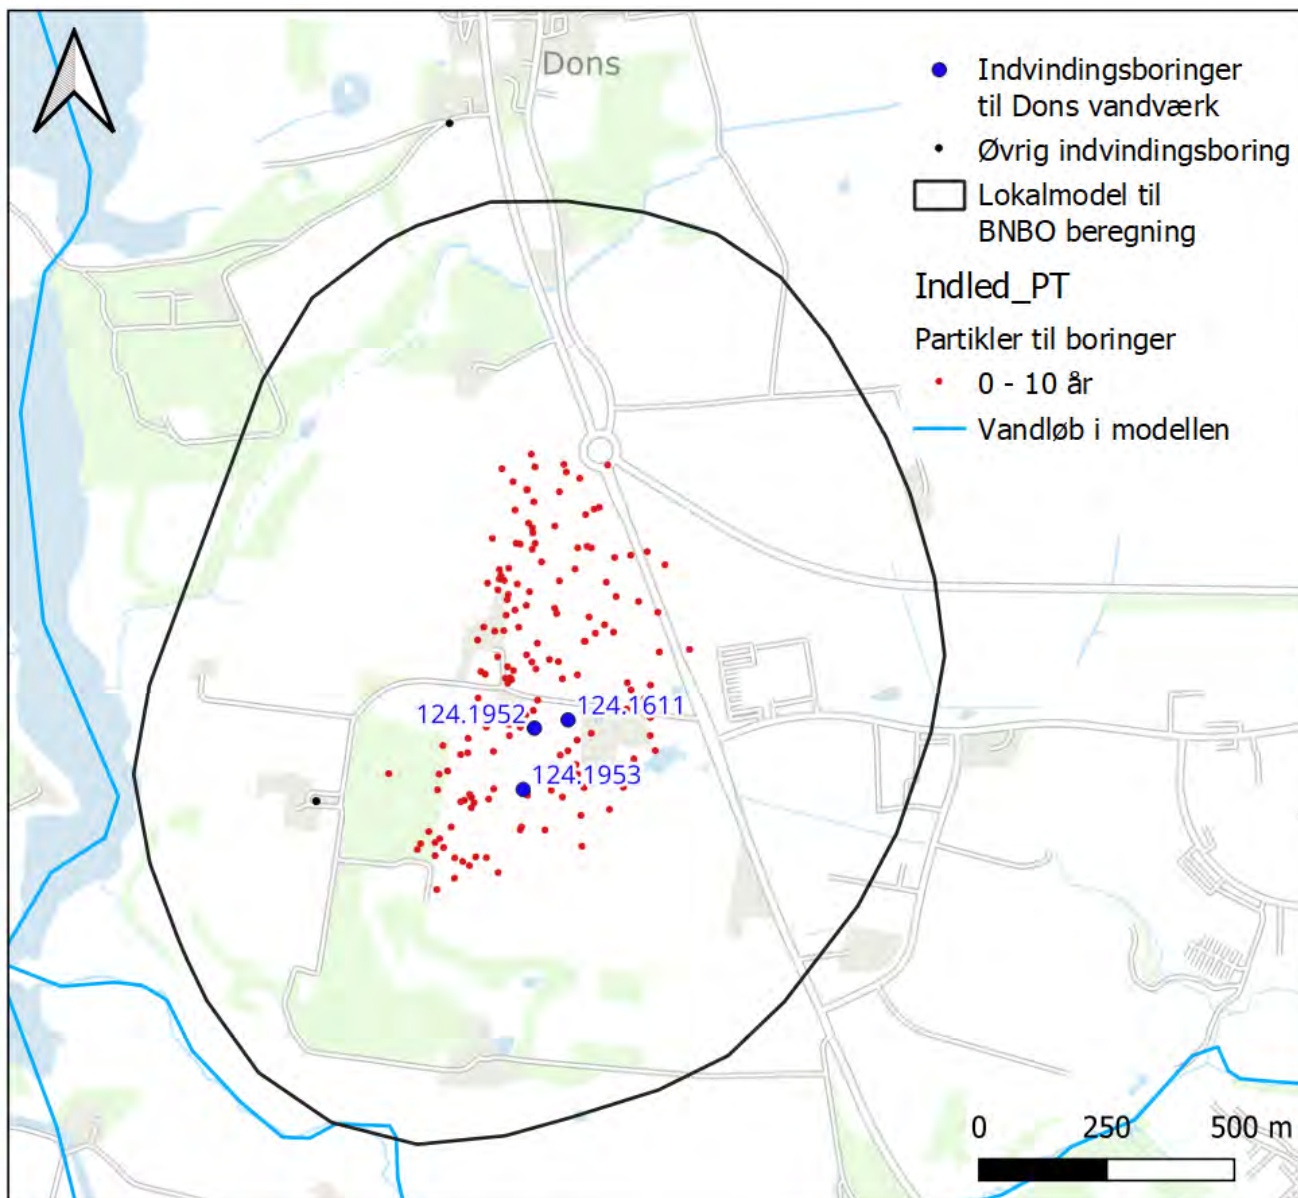 Dons
Indvindingsboringer
til Dons vandværk
Øvrig indvindingsboring
Lokalmodel til
BNBO beregning
Indled_PT
Partikler til boringer
0 - 10 år
Vandløb i modellen
124.1952
124.1611
124.1953
0 250 500 m